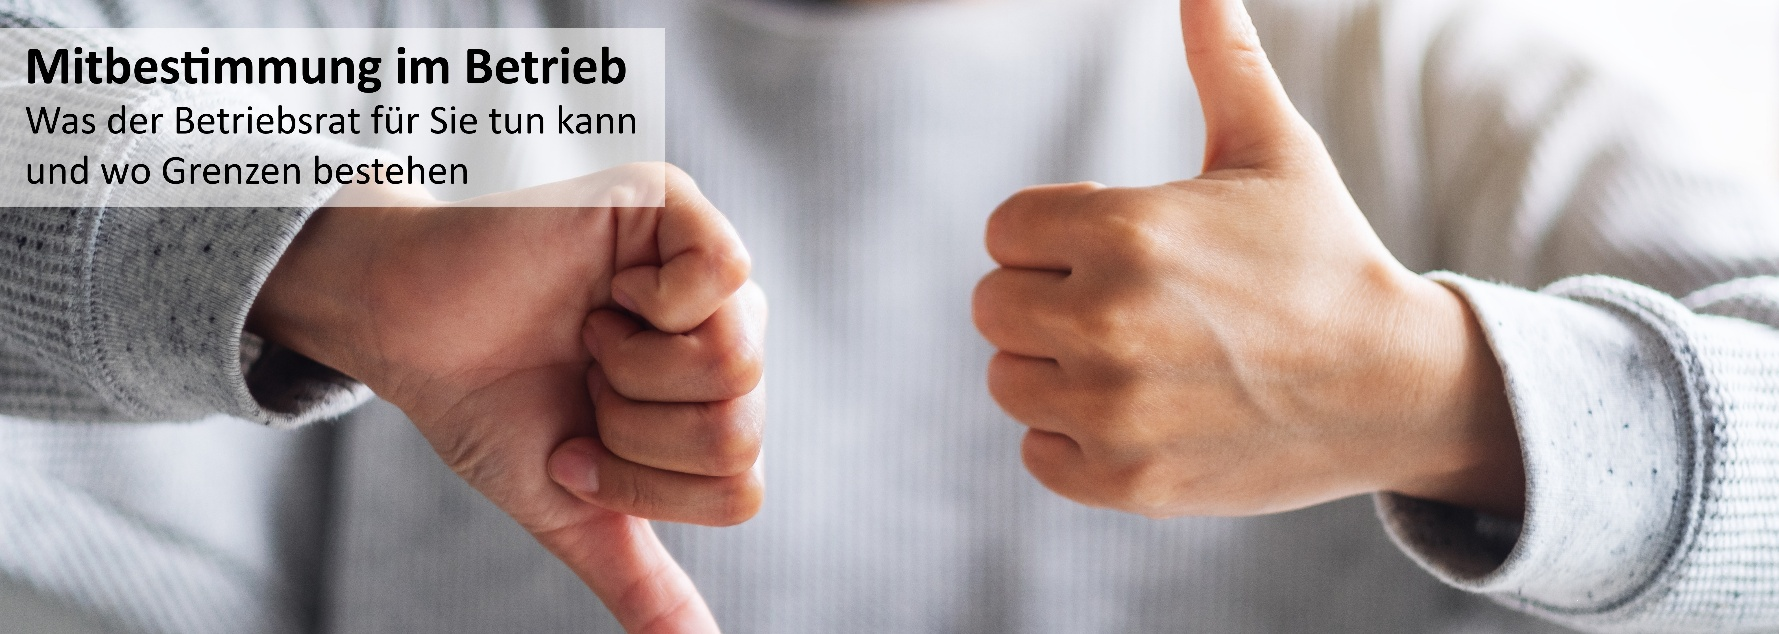 Mitbestimmung im Betrieb
Was der Betriebsrat für Sie tun kann
und wo Grenzen bestehen